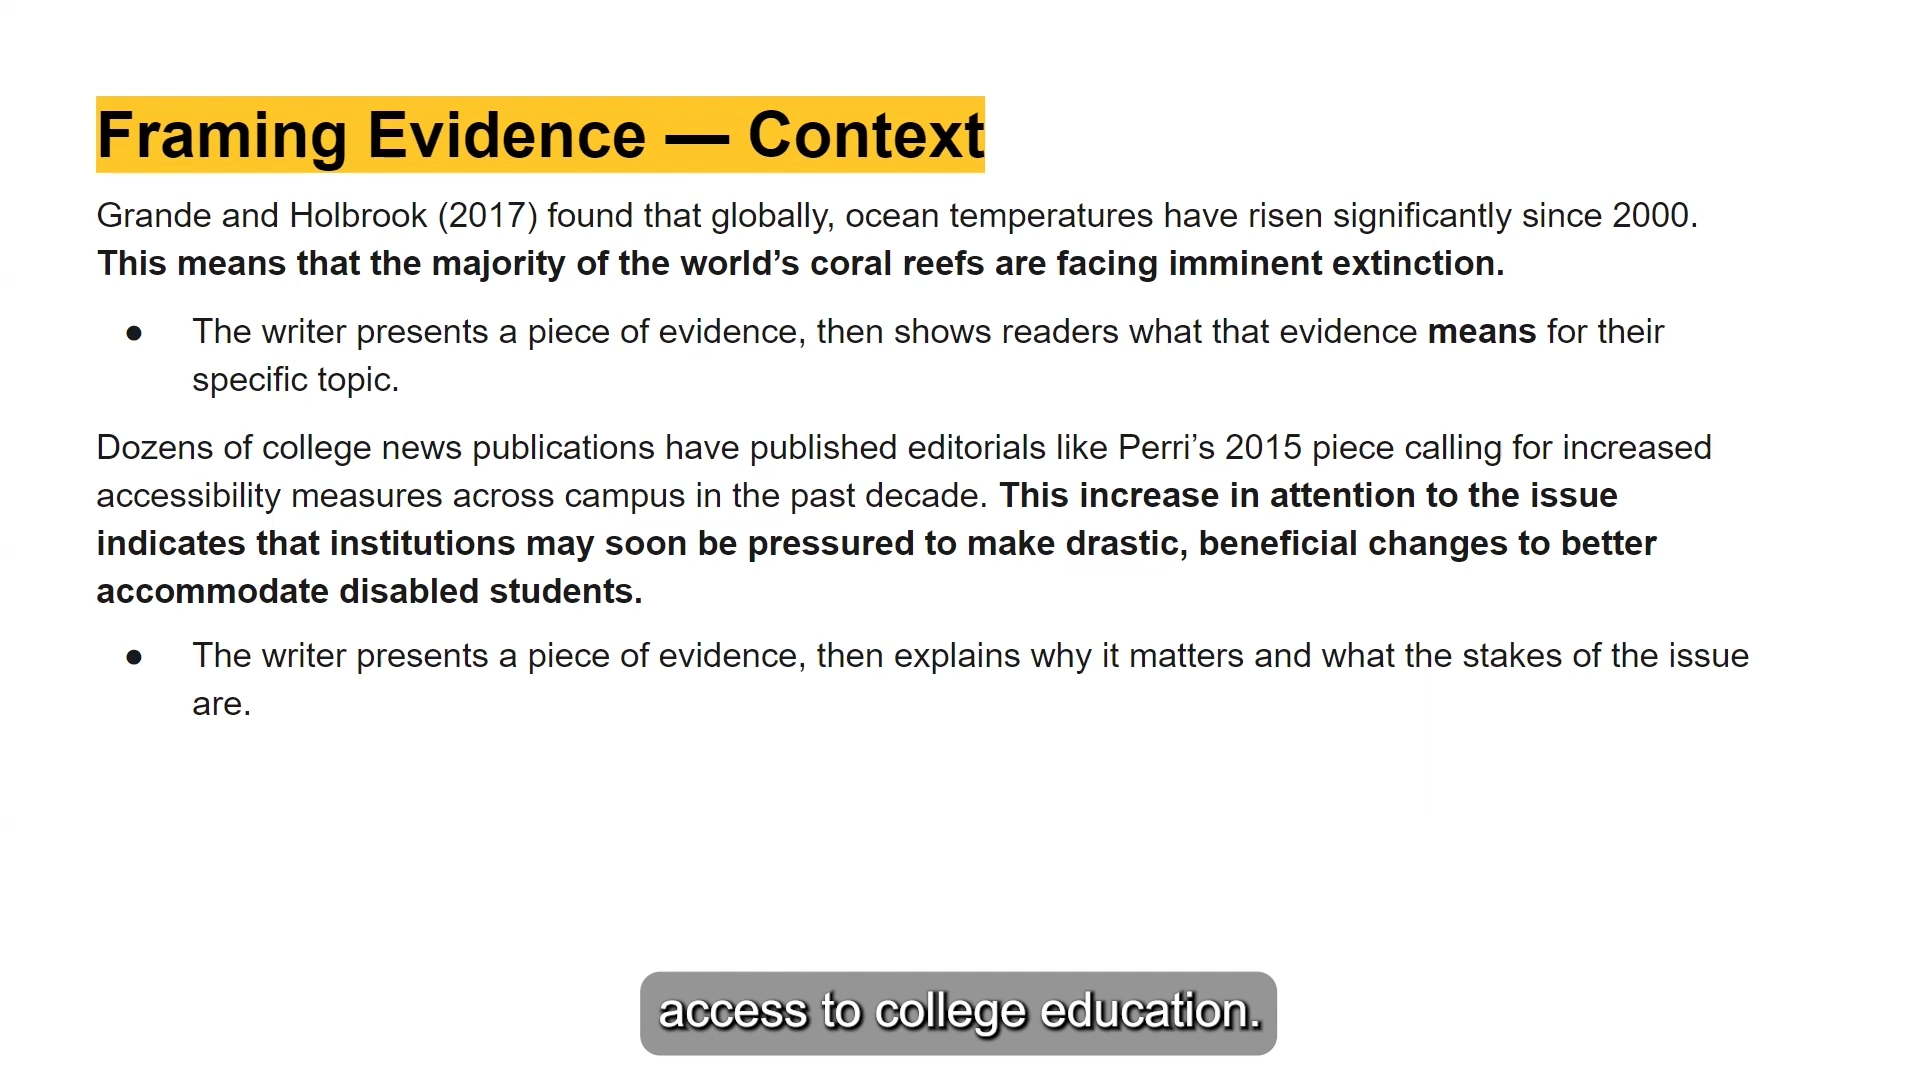 Framing Evidence — Context
Grande and Holbrook (2017) found that globally, ocean temperatures have risen significantly since 2000.
This means that the majority of the world’s coral reefs are facing imminent extinction.
● The writer presents a piece of evidence, then shows readers what that evidence means for their
specific topic.
Dozens of college news publications have published editorials like Perri’s 2015 piece calling for increased
accessibility measures across campus in the past decade. This increase in attention to the issue
indicates that institutions may soon be pressured to make drastic, beneficial changes to better
accommodate disabled students.
● The writer presents a piece of evidence, then explains why it matters and what the stakes of the issue
are.
access to college education.